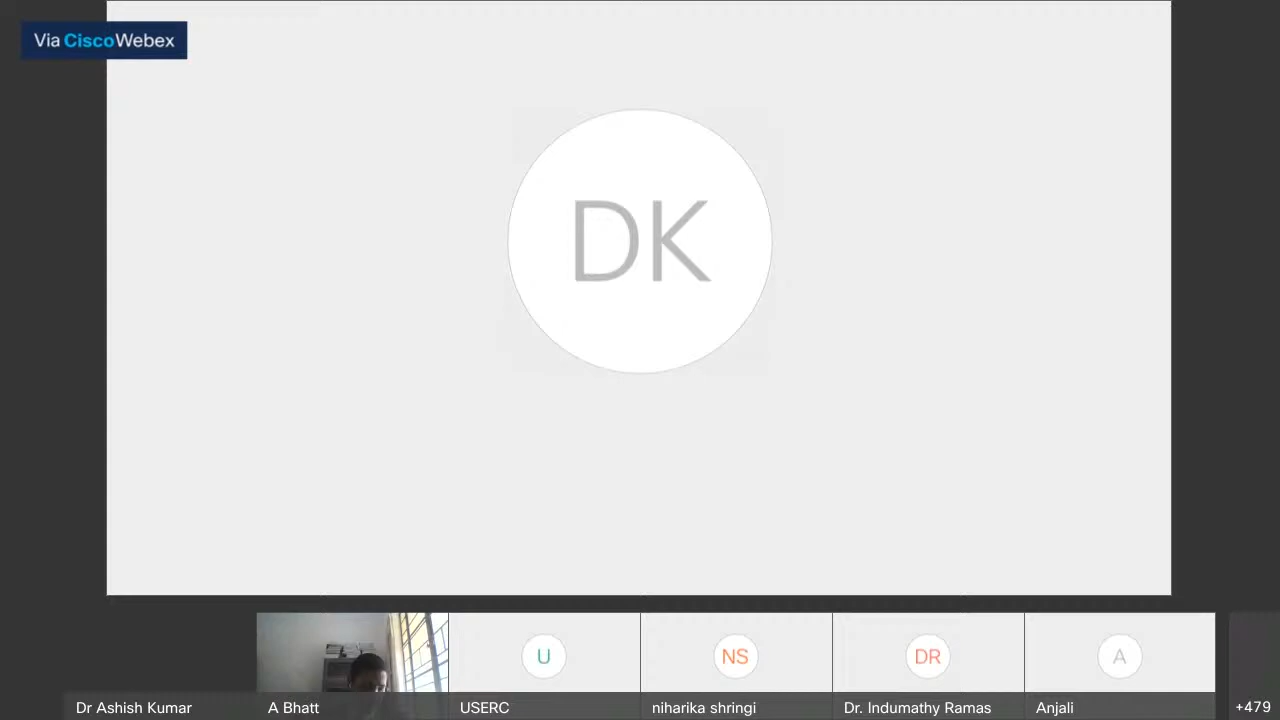 Via CiscoWebex
DK
U
NS
DR
A
Dr Ashish Kumar
A Bhatt
USERC
niharika shringi
Dr. Indumathy Ramas
Anjali
+479